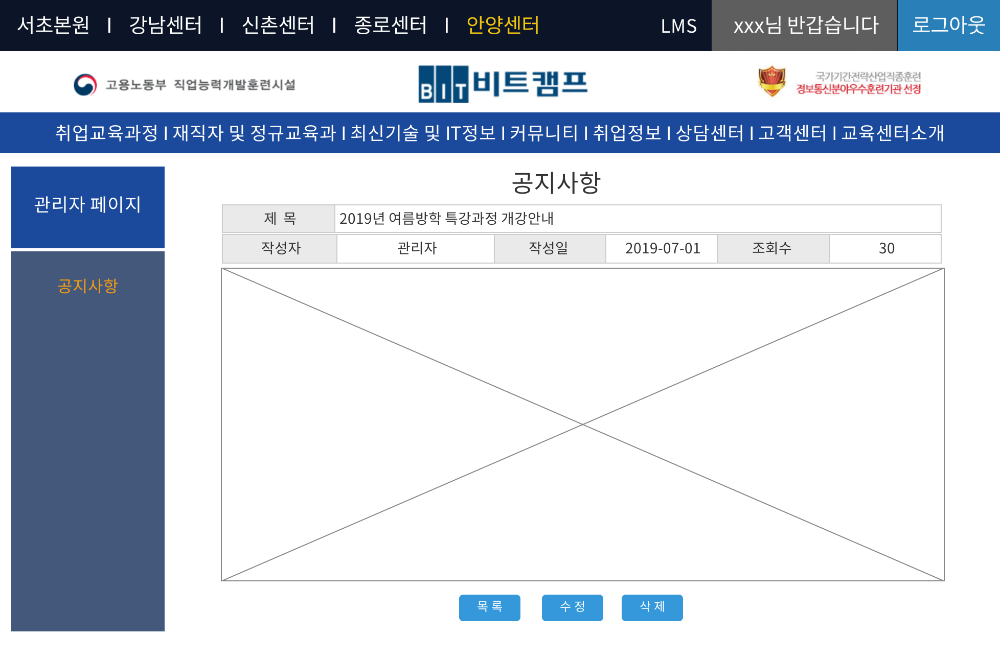 서초본원 I 강남센터 I 신촌센터 I 종로센터 I 안양센터 LMS xxx님 반갑습니다 로그아웃
고용노동부 직업능력개발훈련시설
BIT 비트캠프
국가기간전략산업직종훈련
정보통신분야우수훈련기관 선정
취업교육과정 I 재직자 및 정규교육과 I 최신기술 및 IT정보 I 커뮤니티 I 취업정보 I 상담센터 I 고객센터 I 교육센터소개
관리자 페이지
공지사항
공지사항
제 목 2019년 여름방학 특강과정 개강안내
작성자 관리자 작성일 2019-07-01 조회수 30
목 록 수 정 삭 제